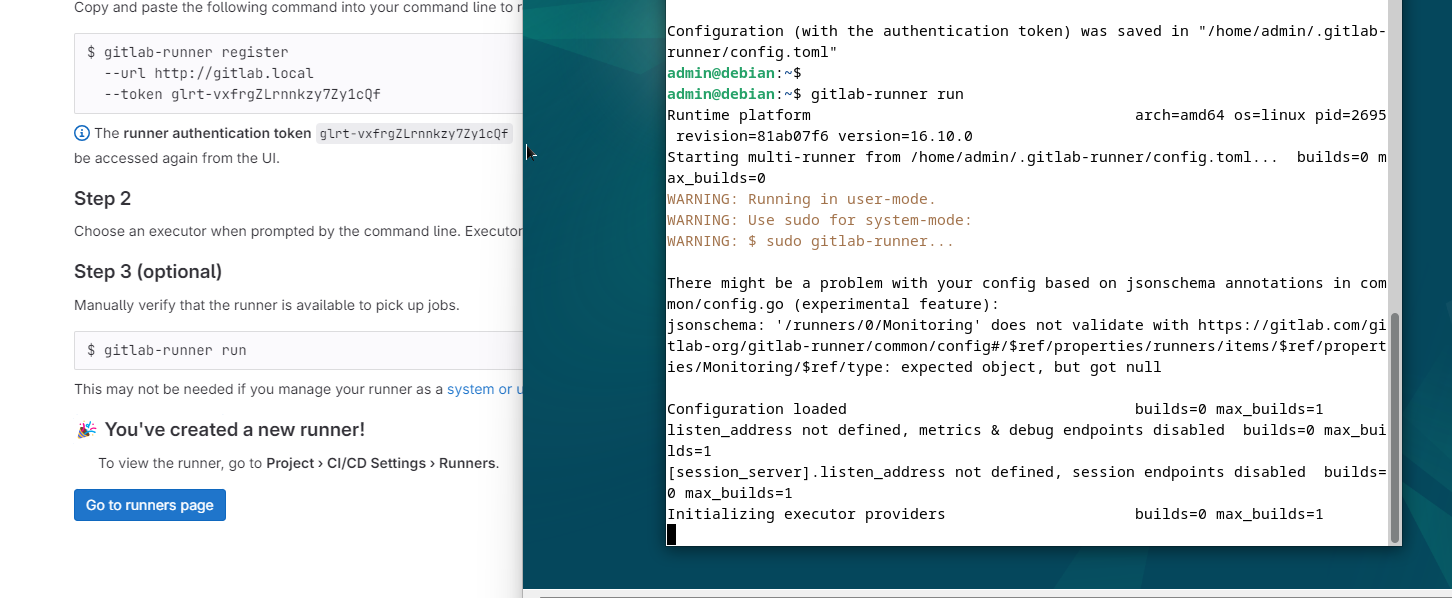 Copy and paste the following command into your command line to r
$ gitlab-runner register
--url http://gitlab.local
--token glrt-vxfrgZLrnnkzy7Zy1cQf
The runner authentication token glrt-vxfrgZLrnnkzy7Zy1cQf
be accessed again from the UI.
Step 2
Choose an executor when prompted by the command line. Executor
Step 3 (optional)
Manually verify that the runner is available to pick up jobs.
$ gitlab-runner run
This may not be needed if you manage your runner as a system or u
You've created a new runner!
To view the runner, go to Project › CI/CD Settings › Runners.
Go to runners page
Configuration (with the authentication token) was saved in "/home/admin/.gitlab-
runner/config.toml"
admin@debian:~$
admin@debian:~$ gitlab-runner run
Runtime platform                                    arch=amd64 os=linux pid=2695
 revision=81ab07f6 version=16.10.0
Starting multi-runner from /home/admin/.gitlab-runner/config.toml...  builds=0 m
ax_builds=0
WARNING: Running in user-mode.
WARNING: Use sudo for system-mode:
WARNING: $ sudo gitlab-runner...
There might be a problem with your config based on jsonschema annotations in com
mon/config.go (experimental feature):
jsonschema: '/runners/0/Monitoring' does not validate with https://gitlab.com/gi
tlab-org/gitlab-runner/common/config#/$ref/properties/runners/items/$ref/propert
ies/Monitoring/$ref/type: expected object, but got null
Configuration loaded                                builds=0 max_builds=1
listen_address not defined, metrics & debug endpoints disabled  builds=0 max_bui
lds=1
[session_server].listen_address not defined, session endpoints disabled  builds=
0 max_builds=1
Initializing executor providers                     builds=0 max_builds=1